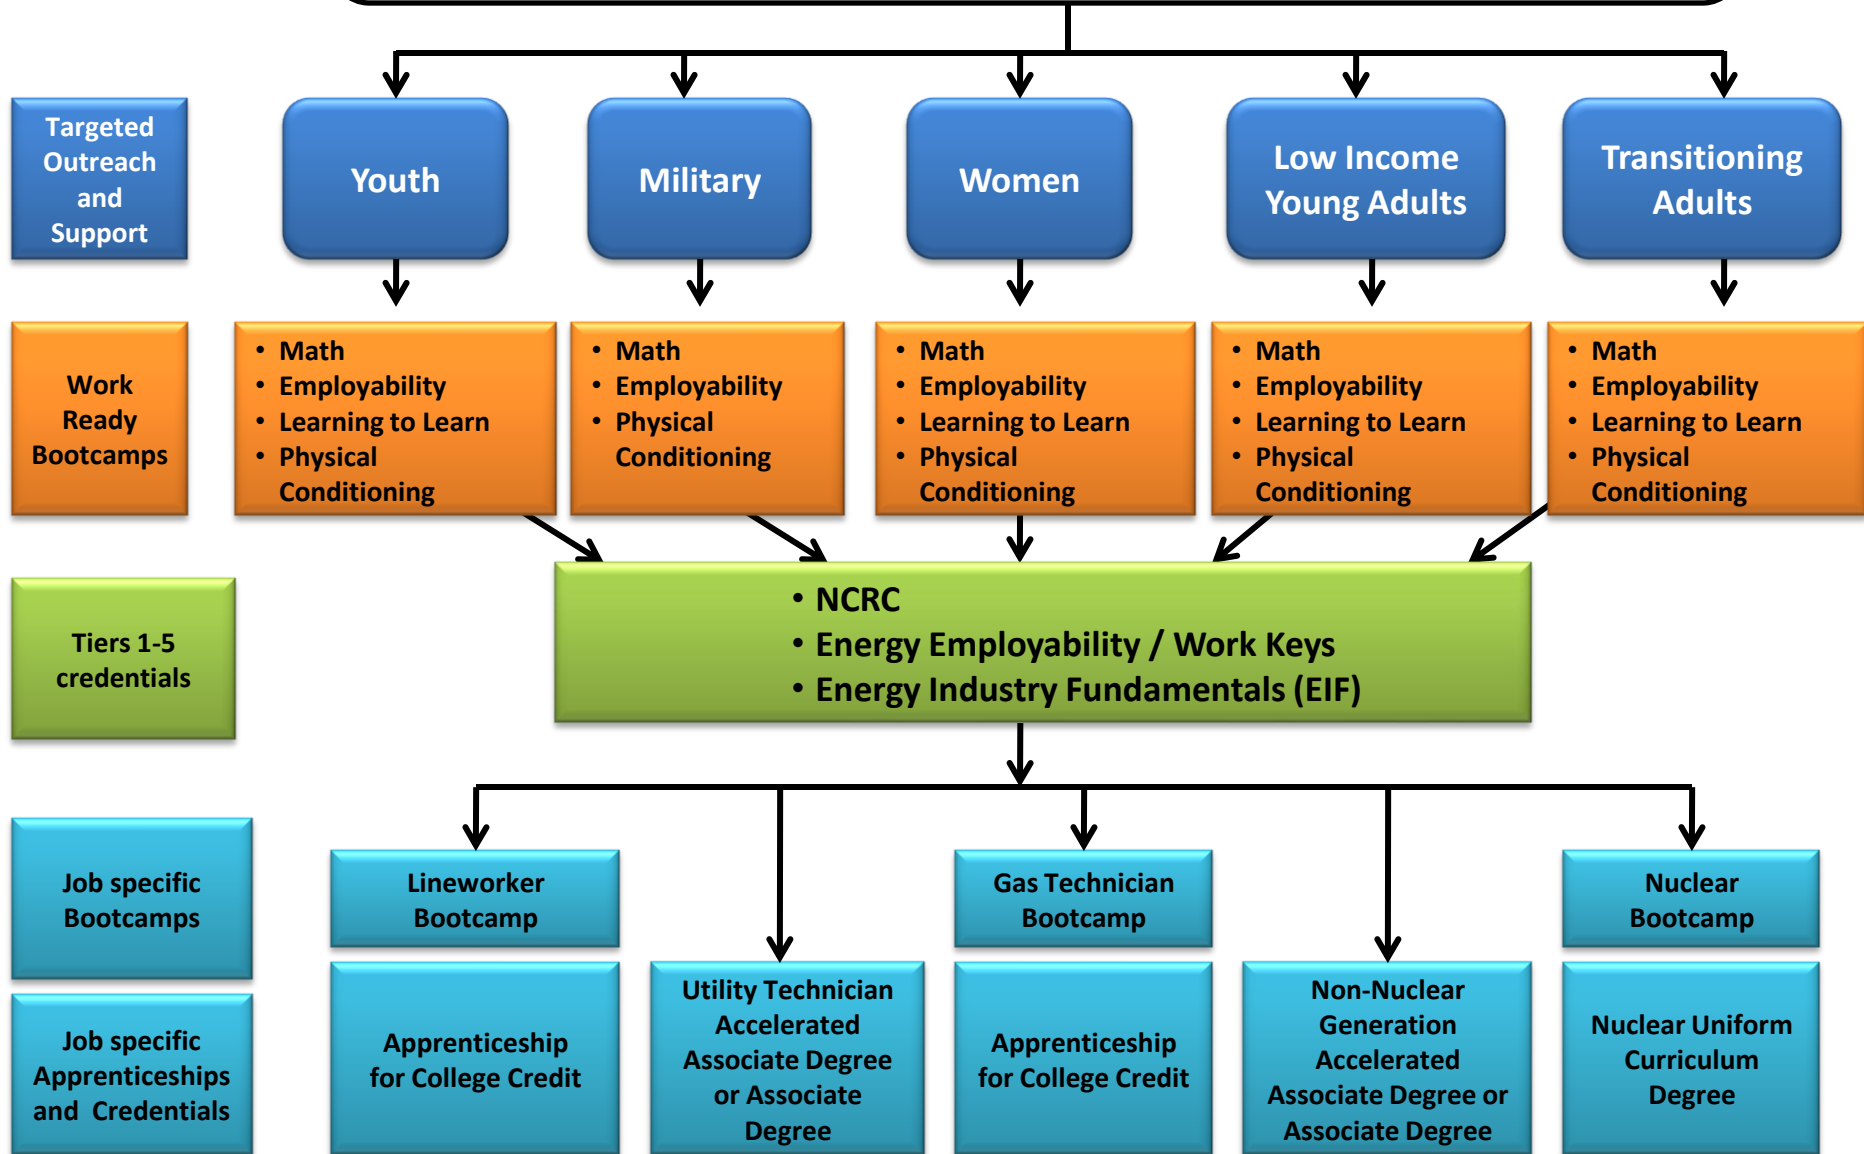 Targeted
Outreach
and
Support
Youth
Military
Women
Low Income
Young Adults
Transitioning
Adults
Work
Ready
Bootcamps
• Math
• Employability
• Learning to Learn
• Physical
Conditioning
• Math
• Employability
• Physical
Conditioning
• Math
• Employability
• Learning to Learn
• Physical
Conditioning
• Math
• Employability
• Learning to Learn
• Physical
Conditioning
• Math
• Employability
• Learning to Learn
• Physical
Conditioning
Tiers 1-5
credentials
• NCRC
• Energy Employability / Work Keys
• Energy Industry Fundamentals (EIF)
Job specific
Bootcamps
Lineworker
Bootcamp
Gas Technician
Bootcamp
Nuclear
Bootcamp
Job specific
Apprenticeships
and Credentials
Apprenticeship
for College Credit
Utility Technician
Accelerated
Associate Degree
or Associate
Degree
Apprenticeship
for College Credit
Non-Nuclear
Generation
Accelerated
Associate Degree or
Associate Degree
Nuclear Uniform
Curriculum
Degree